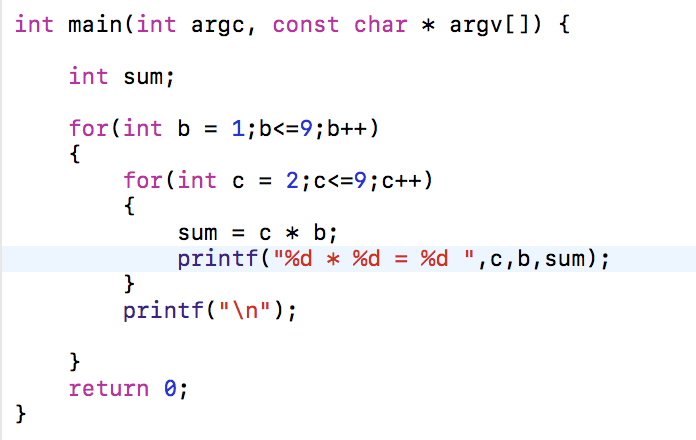 int main(int argc, const char * argv[]) {
    int sum;
    for(int b = 1;b<=9;b++)
    {
        for(int c = 2;c<=9;c++)
        {
            sum = c * b;
            printf("%d * %d = %d ",c,b,sum);
        }
        printf("\n");
    }
    return 0;
}